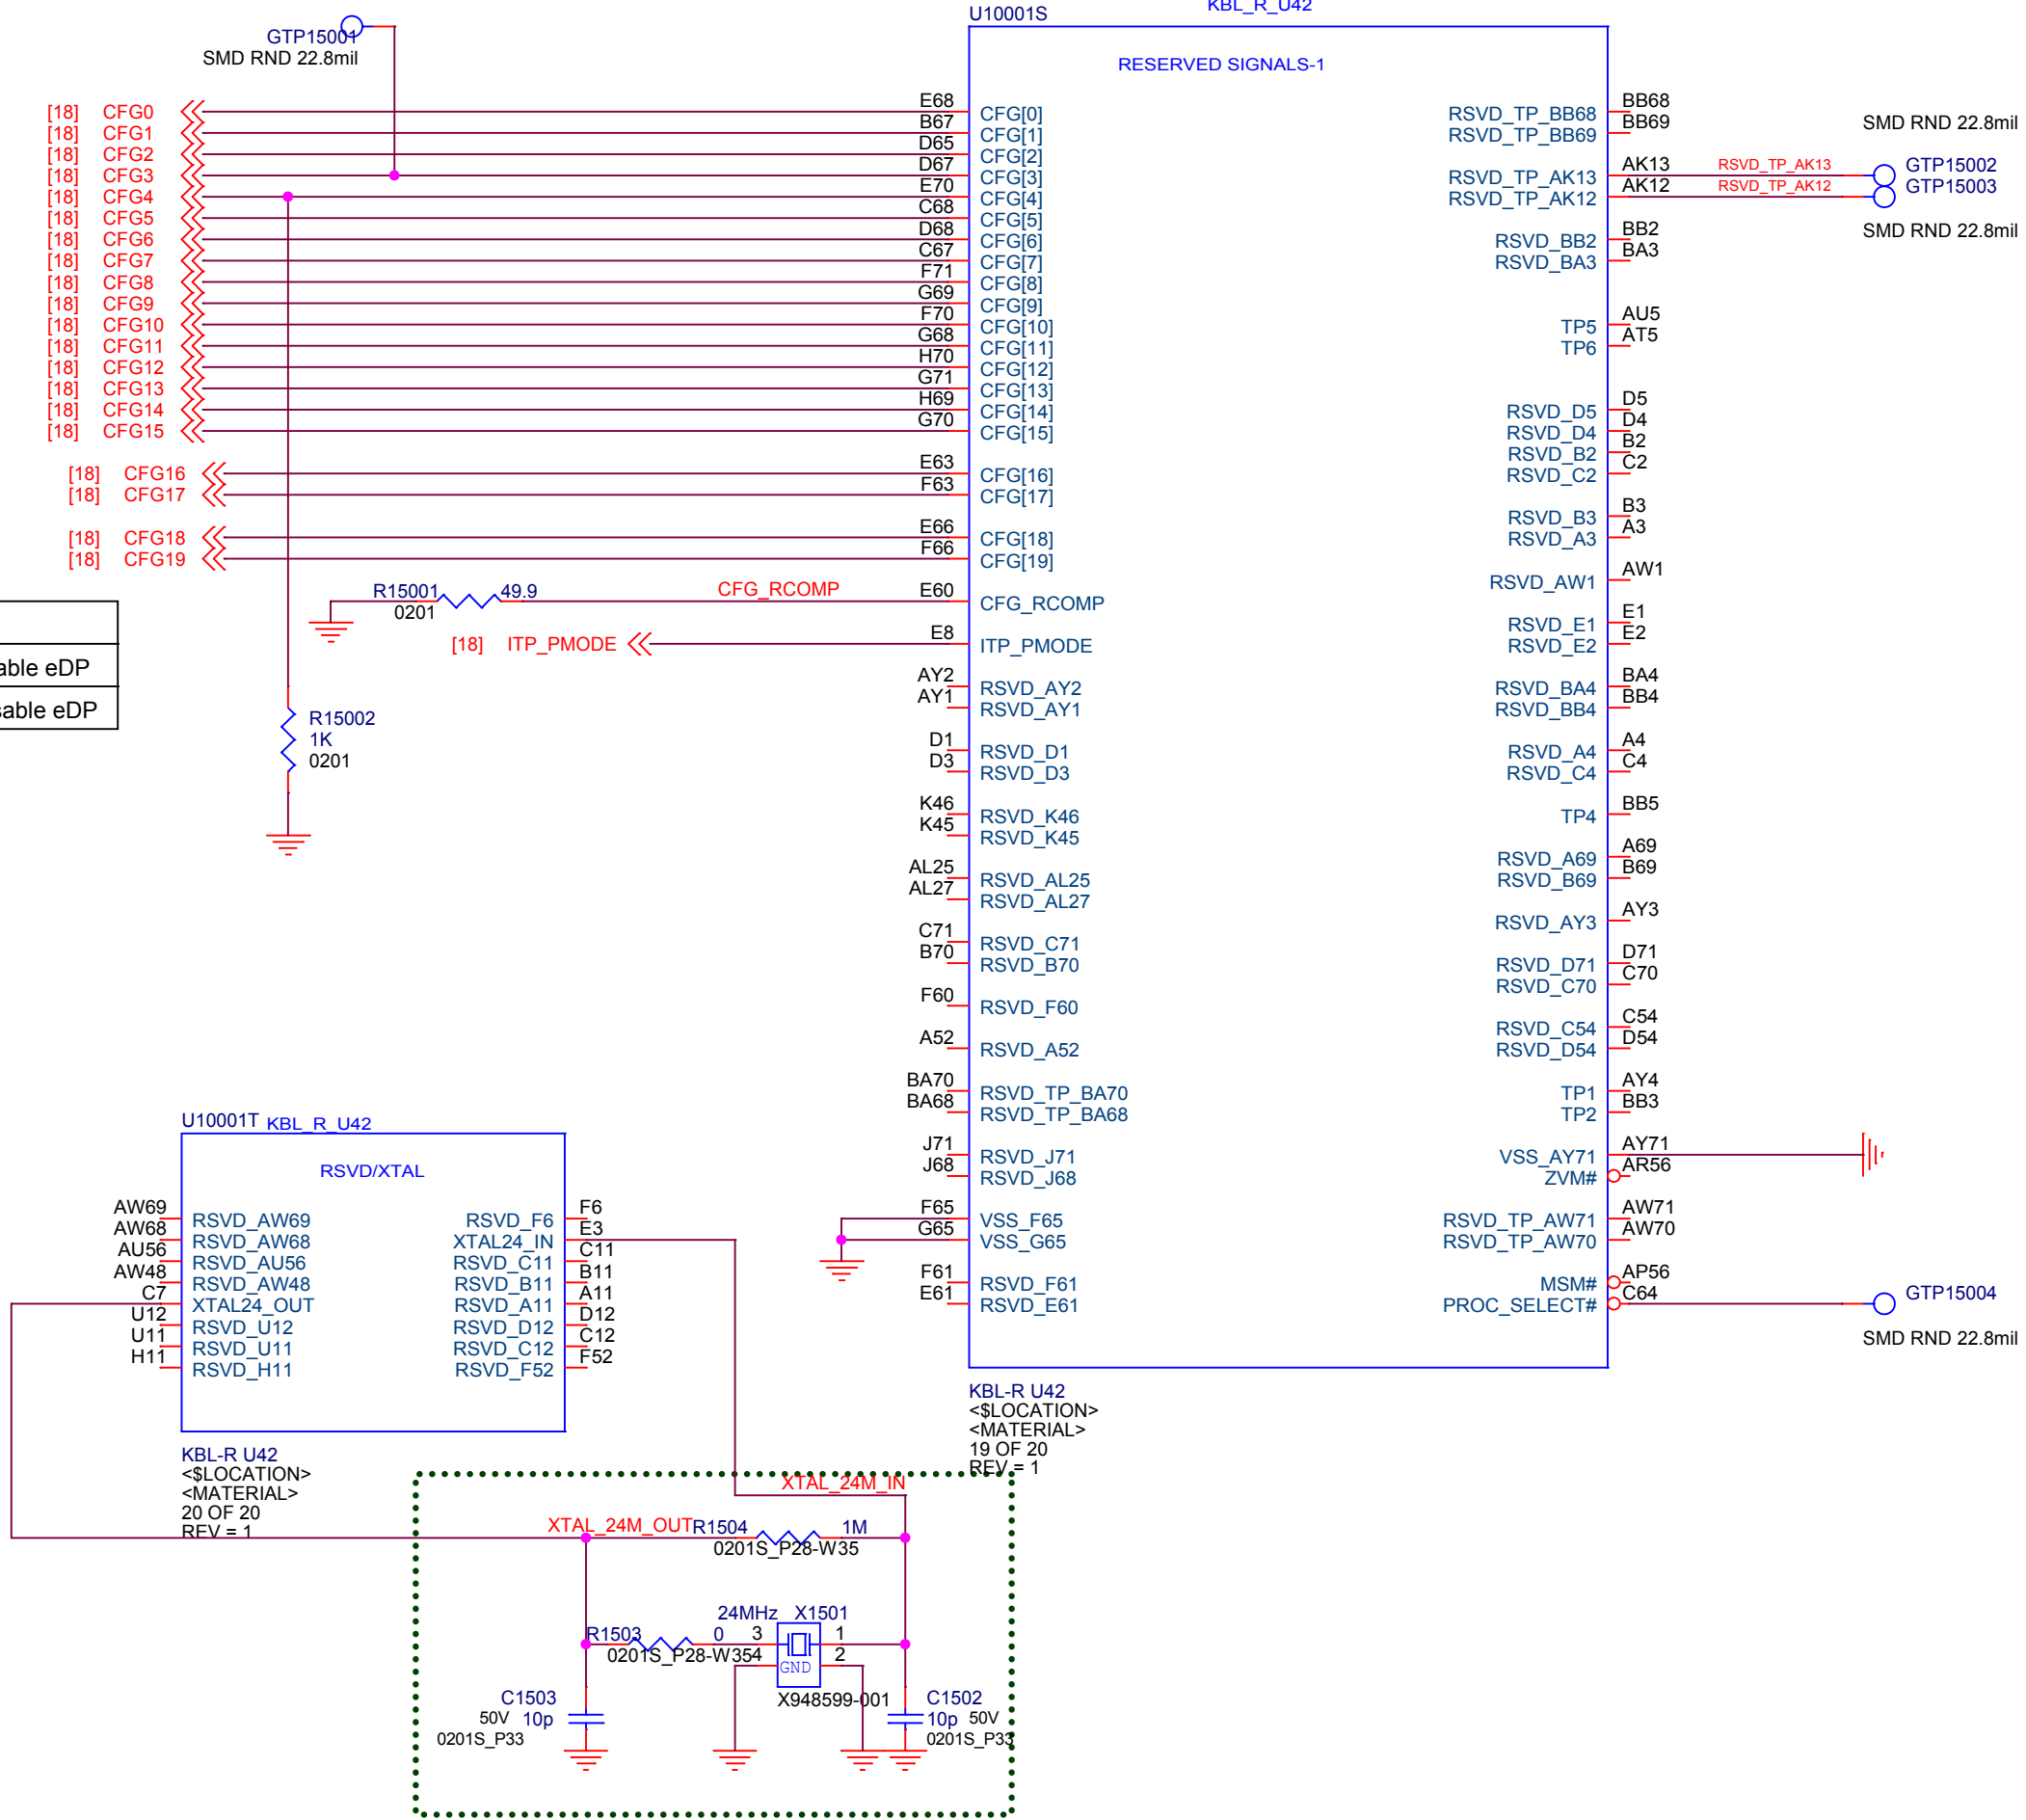 KBL_R_U42
U10001S
RESERVED SIGNALS-1
GTP15001
SMD RND 22.8mil
[18] CFG0 E68 CFG[0]
[18] CFG1 B67 CFG[1]
[18] CFG2 D65 CFG[2]
[18] CFG3 D67 CFG[3]
[18] CFG4 E70 CFG[4]
[18] CFG5 C68 CFG[5]
[18] CFG6 D68 CFG[6]
[18] CFG7 C67 CFG[7]
[18] CFG8 F71 CFG[8]
[18] CFG9 G69 CFG[9]
[18] CFG10 F70 CFG[10]
[18] CFG11 G68 CFG[11]
[18] CFG12 H70 CFG[12]
[18] CFG13 G71 CFG[13]
[18] CFG14 H69 CFG[14]
[18] CFG15 G70 CFG[15]
[18] CFG16 E63 CFG[16]
[18] CFG17 F63 CFG[17]
[18] CFG18 E66 CFG[18]
[18] CFG19 F66 CFG[19]
R15001 49.9 CFG_RCOMP E60 CFG_RCOMP
0201
[18] ITP_PMODE E8 ITP_PMODE
able eDP
sable eDP
R15002
1K
0201
AY2 RSVD_AY2
AY1 RSVD_AY1
D1 RSVD_D1
D3 RSVD_D3
K46 RSVD_K46
K45 RSVD_K45
AL25 RSVD_AL25
AL27 RSVD_AL27
C71 RSVD_C71
B70 RSVD_B70
F60 RSVD_F60
A52 RSVD_A52
BA70 RSVD_TP_BA70
BA68 RSVD_TP_BA68
J71 RSVD_J71
J68 RSVD_J68
F65 VSS_F65
G65 VSS_G65
F61 RSVD_F61
E61 RSVD_E61
RSVD_TP_BB68 BB68
RSVD_TP_BB69 BB69
SMD RND 22.8mil
RSVD_TP_AK13 AK13 RSVD_TP_AK13 GTP15002
RSVD_TP_AK12 AK12 RSVD_TP_AK12 GTP15003
SMD RND 22.8mil
RSVD_BB2 BB2
RSVD_BA3 BA3
TP5 AU5
TP6 AT5
RSVD_D5 D5
RSVD_D4 D4
RSVD_B2 B2
RSVD_C2 C2
RSVD_B3 B3
RSVD_A3 A3
RSVD_AW1 AW1
RSVD_E1 E1
RSVD_E2 E2
RSVD_BA4 BA4
RSVD_BB4 BB4
RSVD_A4 A4
RSVD_C4 C4
TP4 BB5
RSVD_A69 A69
RSVD_B69 B69
RSVD_AY3 AY3
RSVD_D71 D71
RSVD_C70 C70
RSVD_C54 C54
RSVD_D54 D54
TP1 AY4
TP2 BB3
VSS_AY71 AY71
ZVM# AR56
RSVD_TP_AW71 AW71
RSVD_TP_AW70 AW70
MSM# AP56
PROC_SELECT# C64 GTP15004
SMD RND 22.8mil
KBL-R U42
<$LOCATION>
<MATERIAL>
19 OF 20
REV = 1
U10001T KBL_R_U42
RSVD/XTAL
AW69 RSVD_AW69 RSVD_F6 F6
AW68 RSVD_AW68 XTAL24_IN E3
AU56 RSVD_AU56 RSVD_C11 C11
AW48 RSVD_AW48 RSVD_B11 B11
C7 XTAL24_OUT RSVD_A11 A11
U12 RSVD_U12 RSVD_D12 D12
U11 RSVD_U11 RSVD_C12 C12
H11 RSVD_H11 RSVD_F52 F52
KBL-R U42
<$LOCATION>
<MATERIAL>
20 OF 20
REV = 1
XTAL_24M_IN
XTAL_24M_OUT R1504 1M
0201S_P28-W35
24MHz X1501
R1503 0 3 1
0201S_P28-W35 4 2
GND
X948599-001
C1503
50V 10p
0201S_P33
C1502
10p 50V
0201S_P33